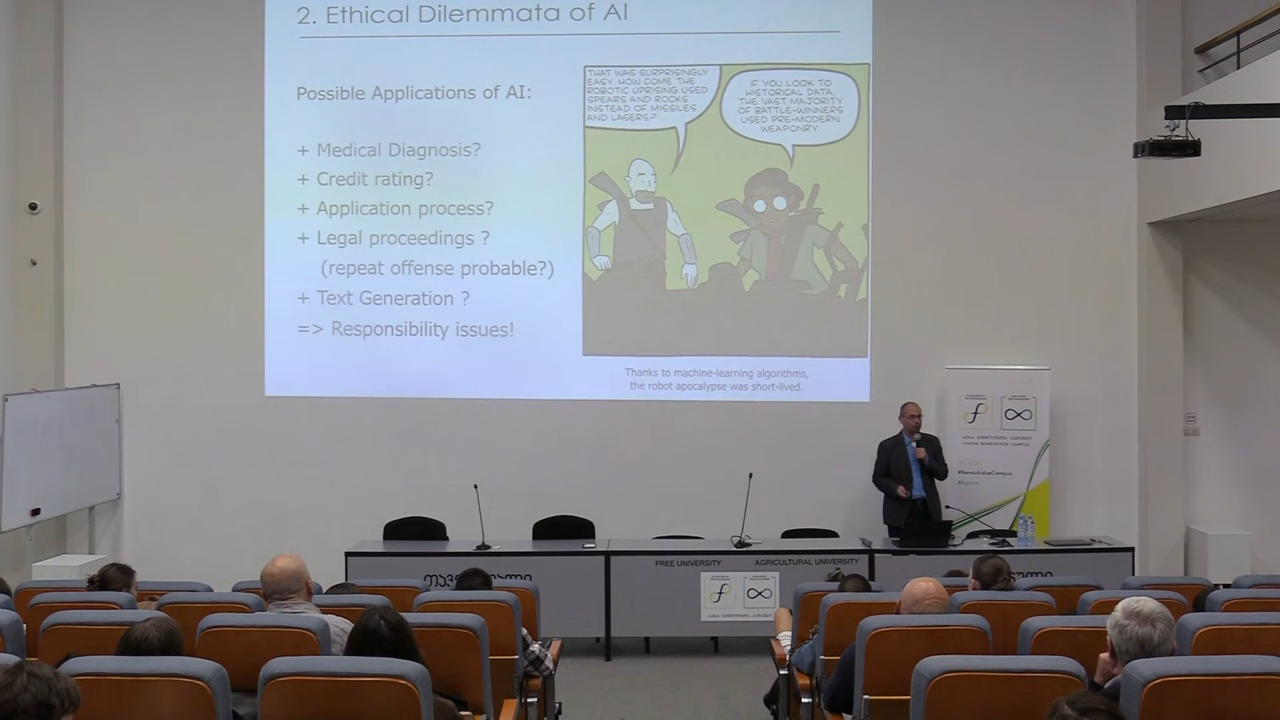 2. Ethical Dilemmata of AI
Possible Applications of AI:
+ Medical Diagnosis?
+ Credit rating?
+ Application process?
+ Legal proceedings ?
(repeat offense probable?)
+ Text Generation ?
=> Responsibility issues!
THAT WAS SURPRISINGLY
EASY. HOW COME THE
ROBOTIC UPRISING USED
SPEARS AND ROCKS
INSTEAD OF MISSILES
AND LASERS?
IF YOU LOOK TO
HISTORICAL DATA,
THE VAST MAJORITY
OF BATTLE-WINNERS
USED PRE-MODERN
WEAPONRY.
Thanks to machine-learning algorithms,
the robot apocalypse was short-lived.
#BendukidzeCampus
FREE UNIVERSITY
AGRICULTURAL UNIVERSITY